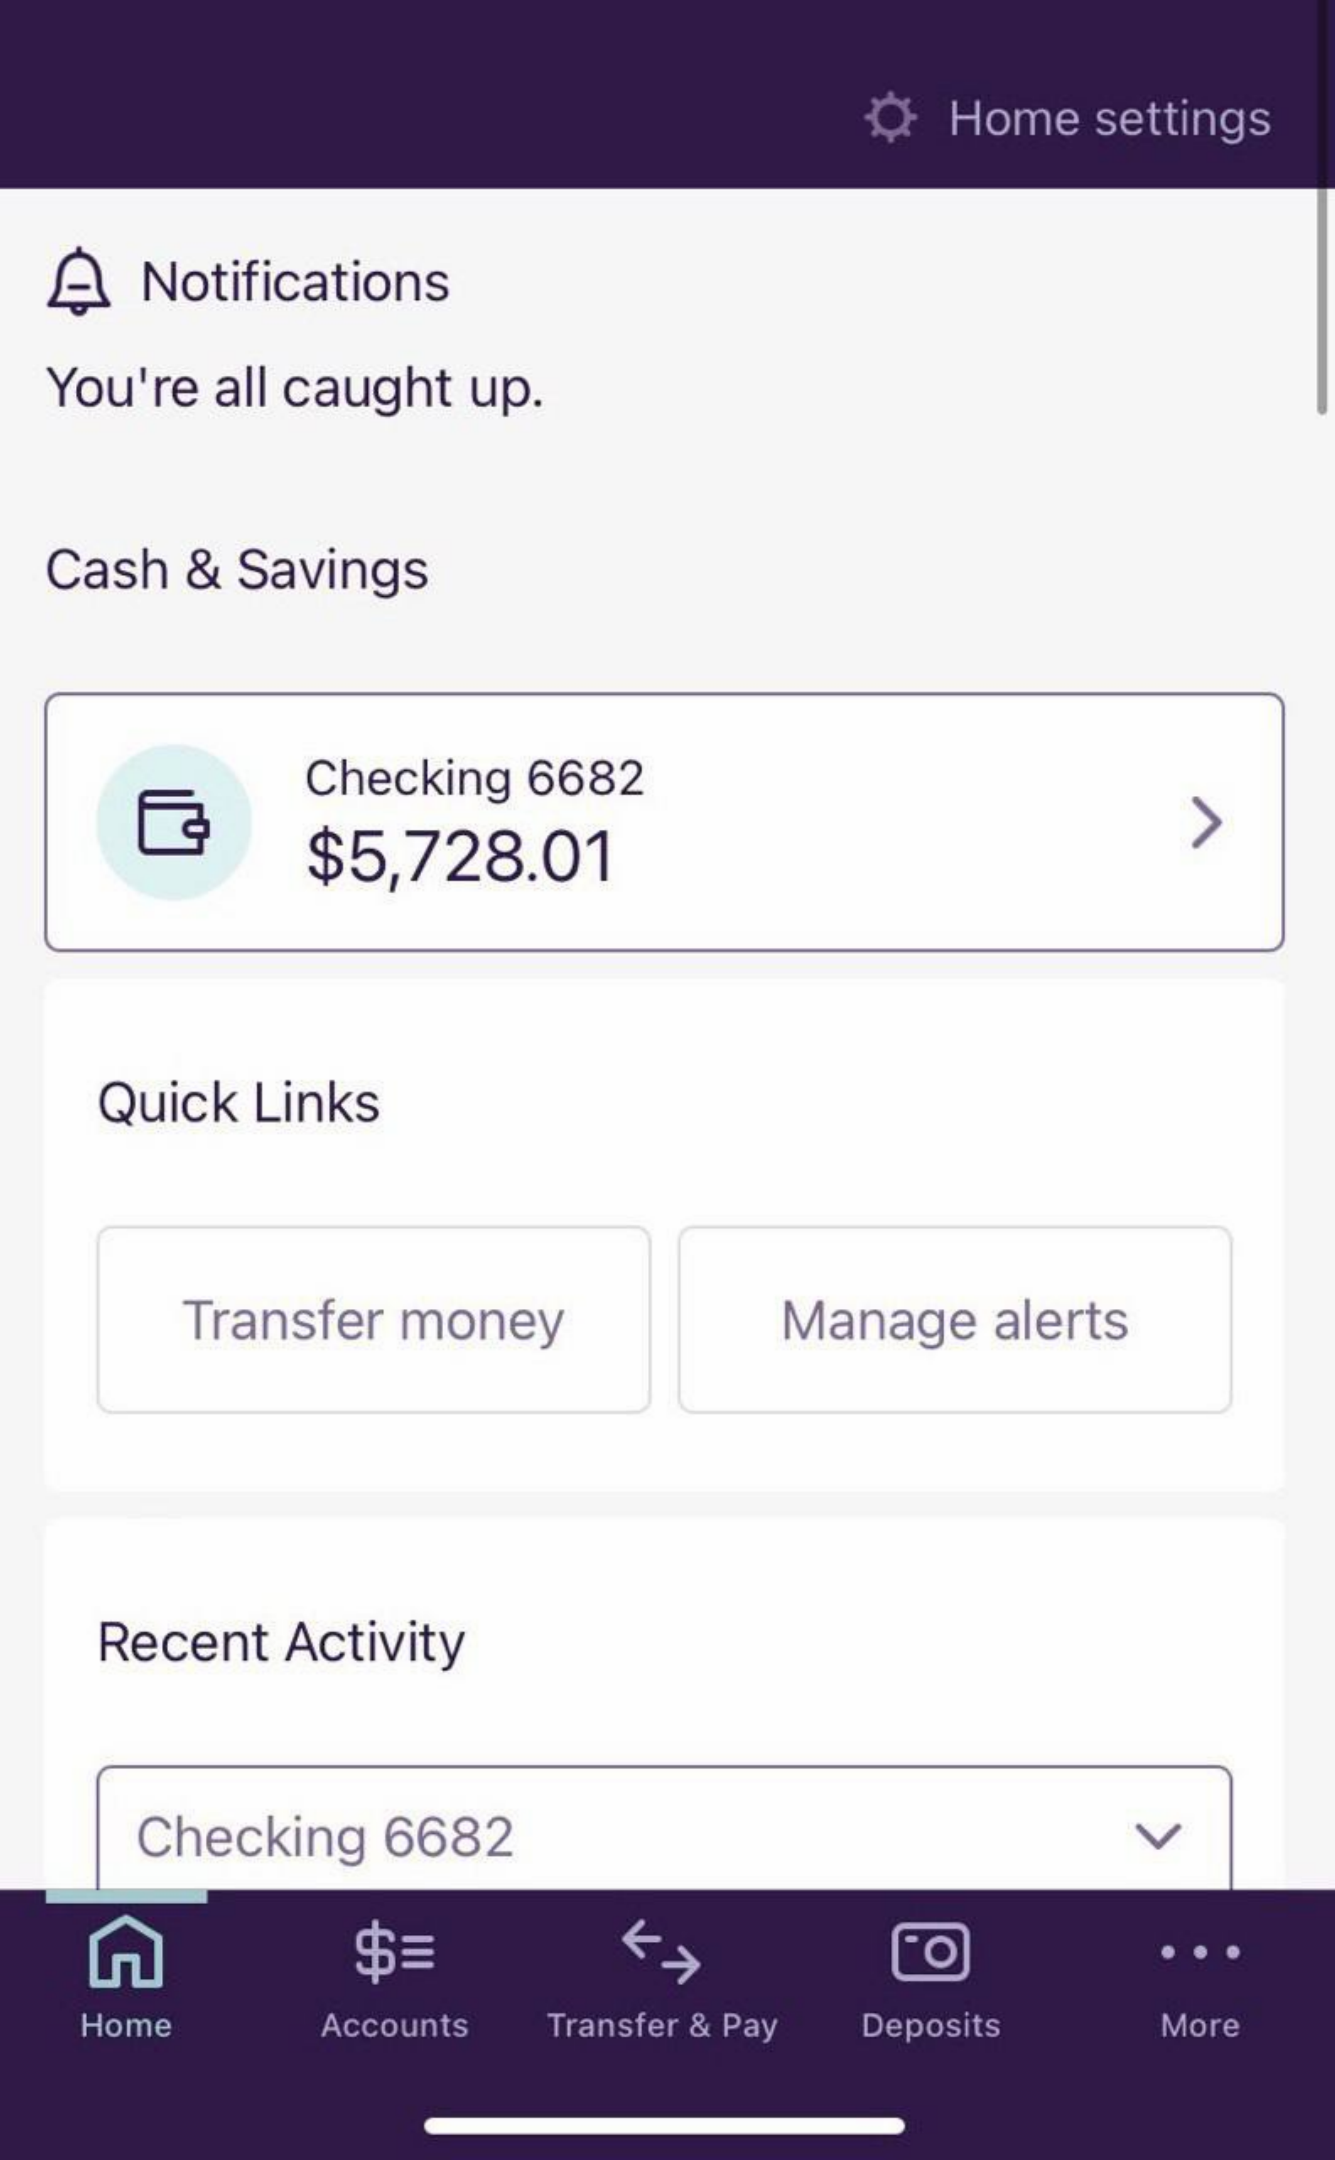 Home settings
Notifications
You're all caught up.
Cash & Savings
Checking 6682
$5,728.01
Quick Links
Transfer money
Manage alerts
Recent Activity
Checking 6682
Home
Accounts
Transfer & Pay
Deposits
More